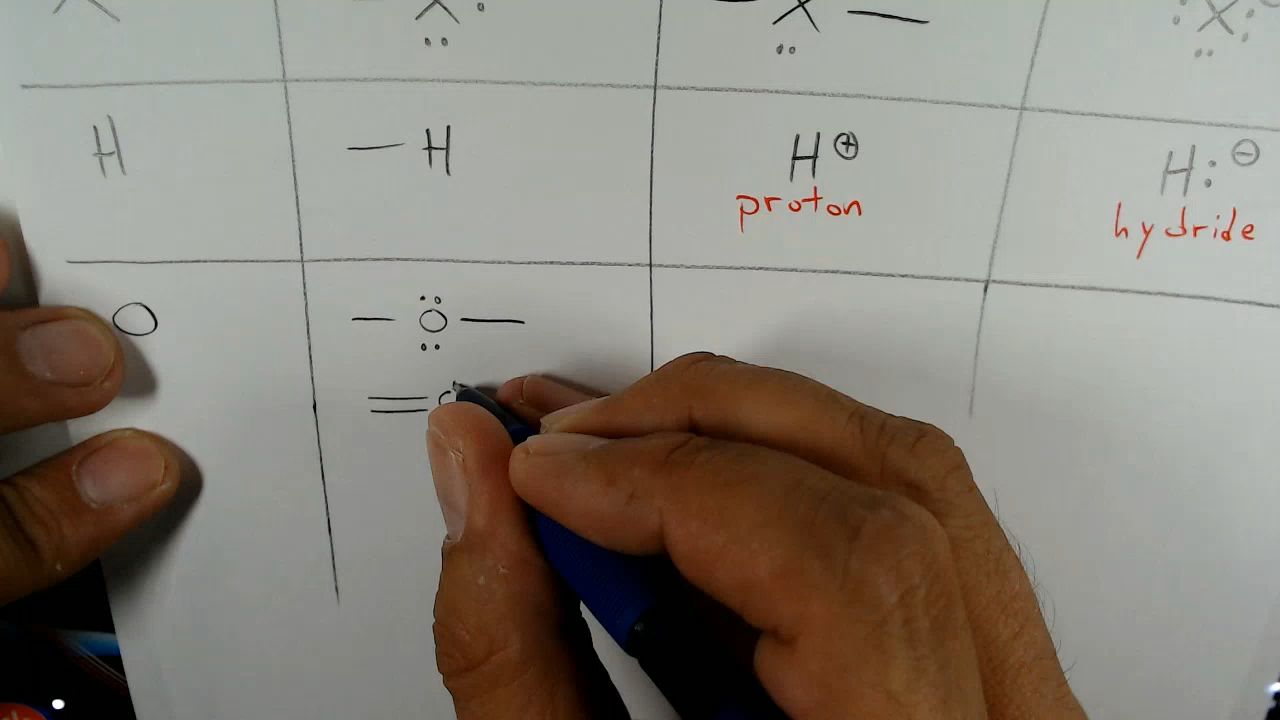 X X: X— X:
H —H H⊕ H:⊖
proton hydride
O —O—
=